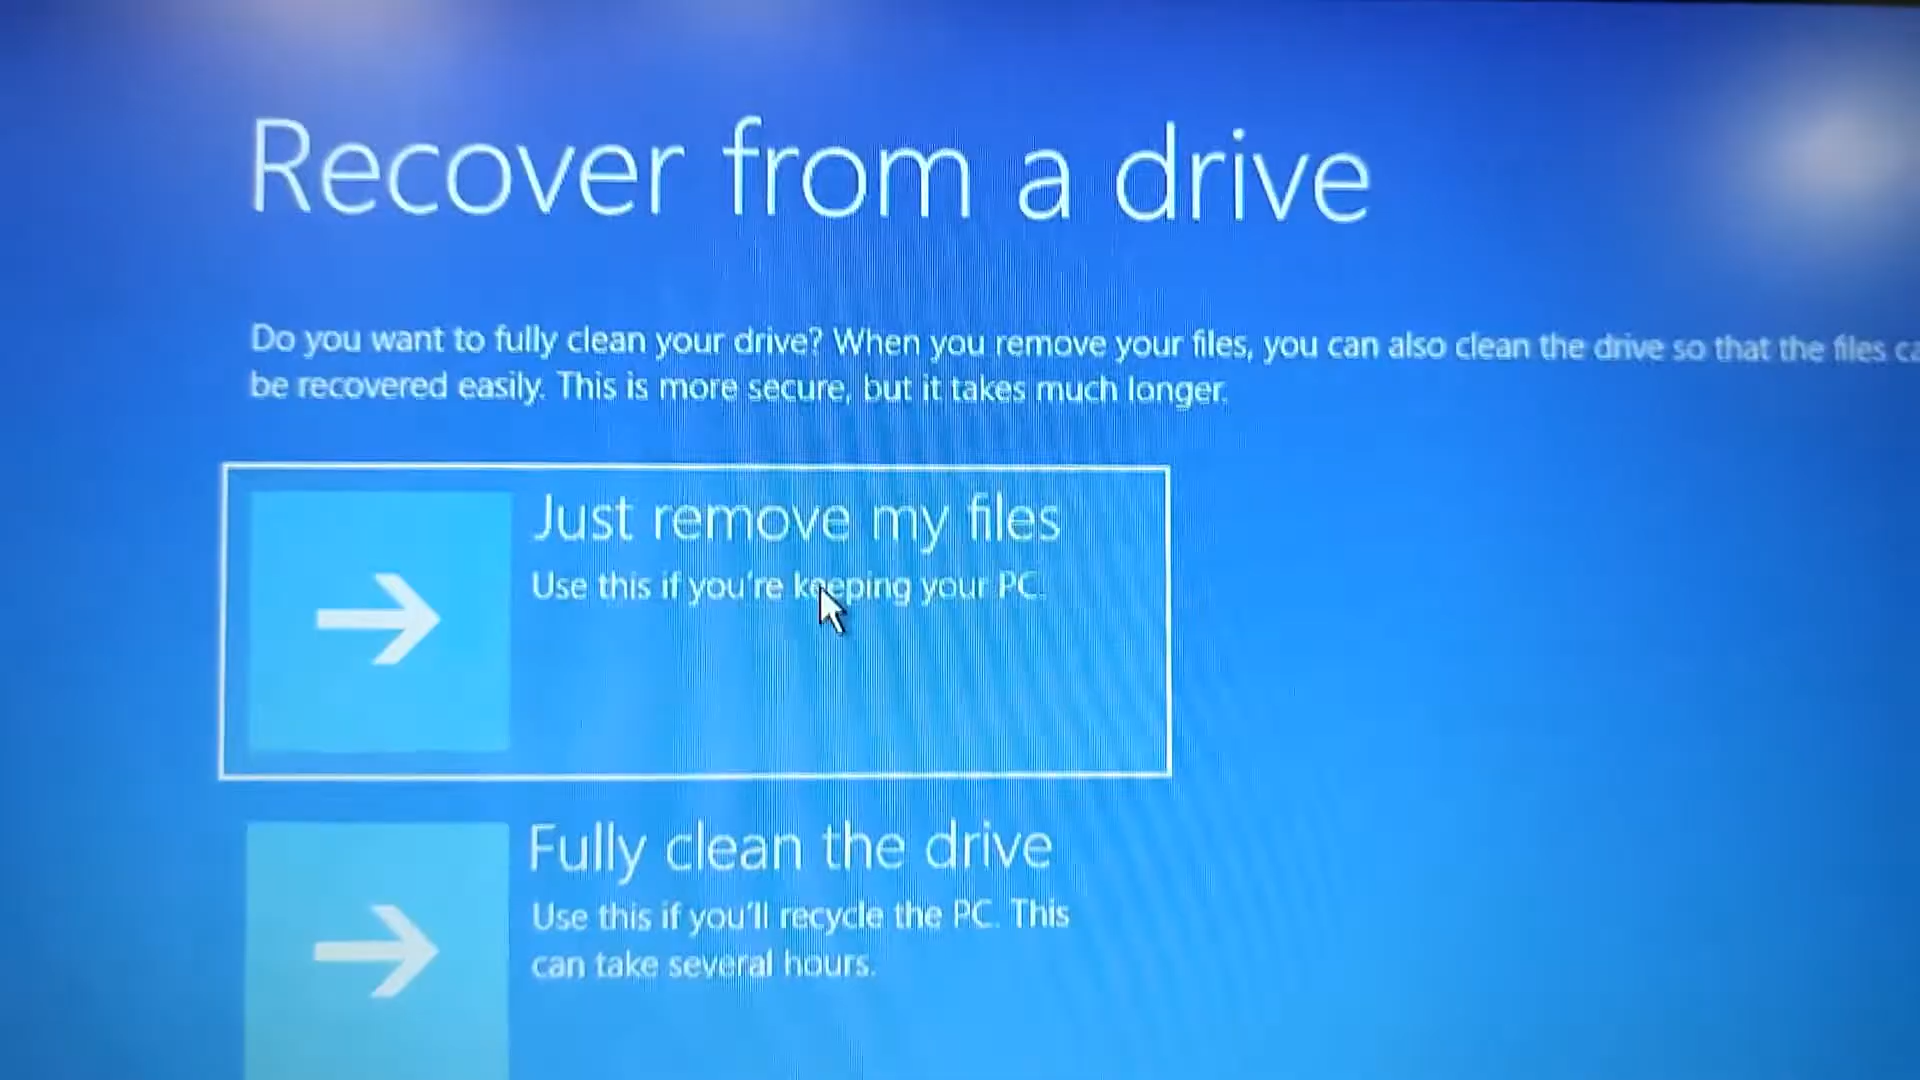 Recover from a drive
Do you want to fully clean your drive? When you remove your files, you can also clean the drive so that the files
be recovered easily. This is more secure, but it takes much longer.
Just remove my files
Use this if you're keeping your PC.
Fully clean the drive
Use this if you'll recycle the PC. This
can take several hours.